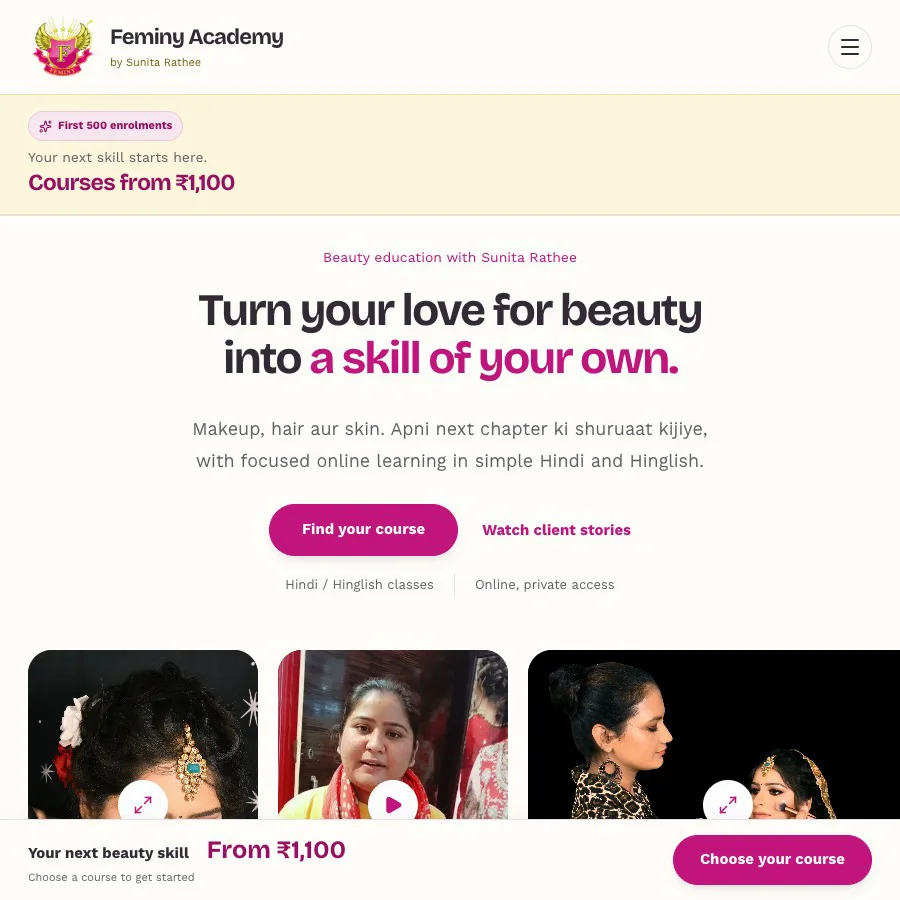 F
FEMINY
Feminy Academy
by Sunita Rathee
First 500 enrolments
Your next skill starts here.
Courses from ₹1,100
Beauty education with Sunita Rathee
Turn your love for beauty
into a skill of your own.
Makeup, hair aur skin. Apni next chapter ki shuruaat kijiye,
with focused online learning in simple Hindi and Hinglish.
Find your course
Watch client stories
Hindi / Hinglish classes
Online, private access
Your next beauty skill
From ₹1,100
Choose a course to get started
Choose your course